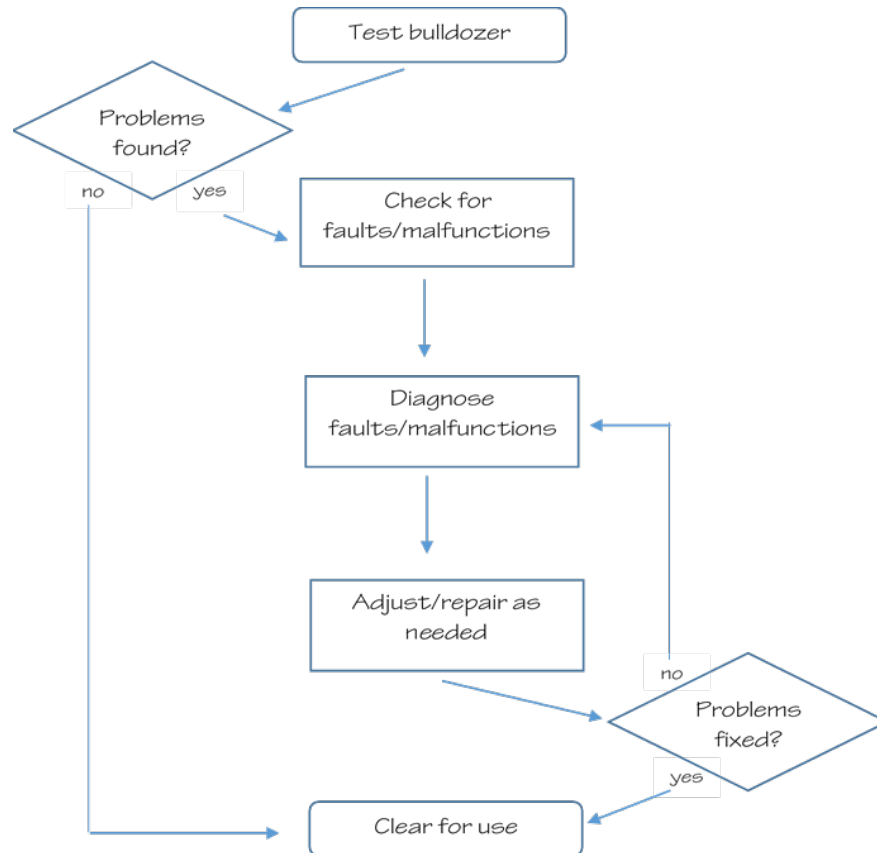 Test bulldozer
Problems
found?
no
yes
Check for
faults/malfunctions
Diagnose
faults/malfunctions
Adjust/repair as
needed
no
Problems
fixed?
yes
Clear for use